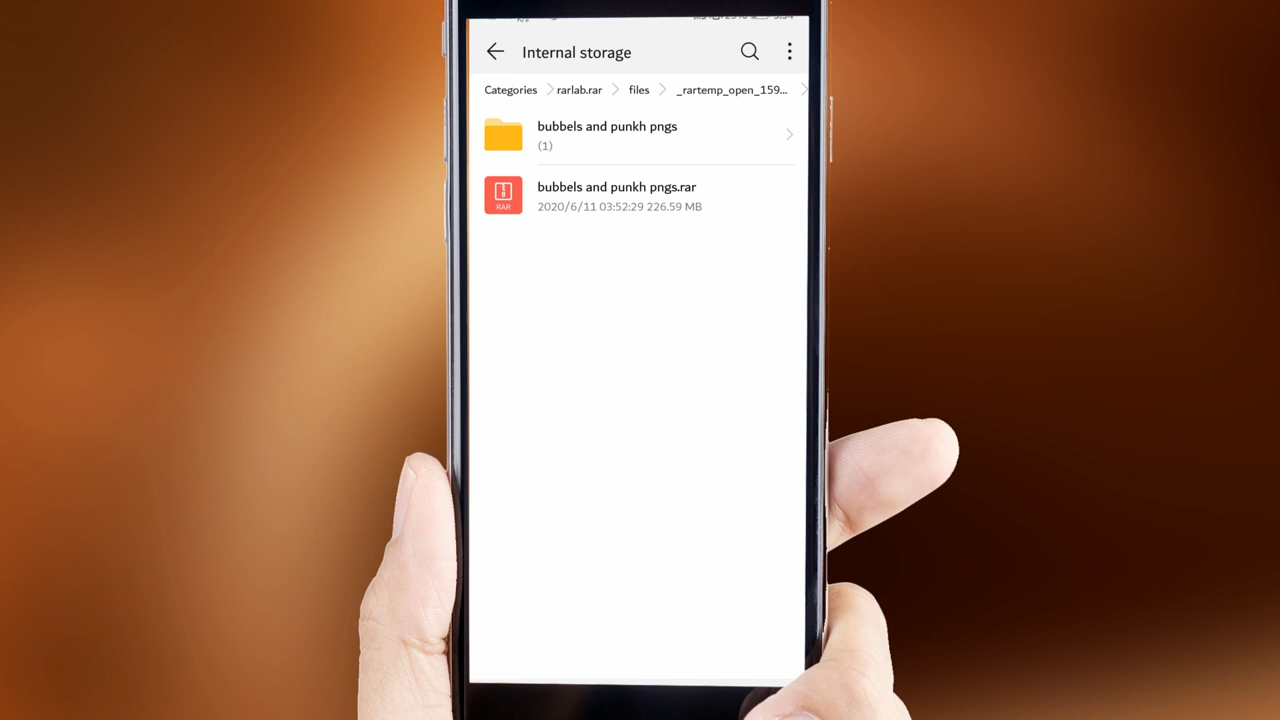 Internal storage
Categories rarlab.rar files _rartemp_open_159...
bubbels and punkh pngs
(1)
bubbels and punkh pngs.rar
RAR
2020/6/11 03:52:29 226.59 MB